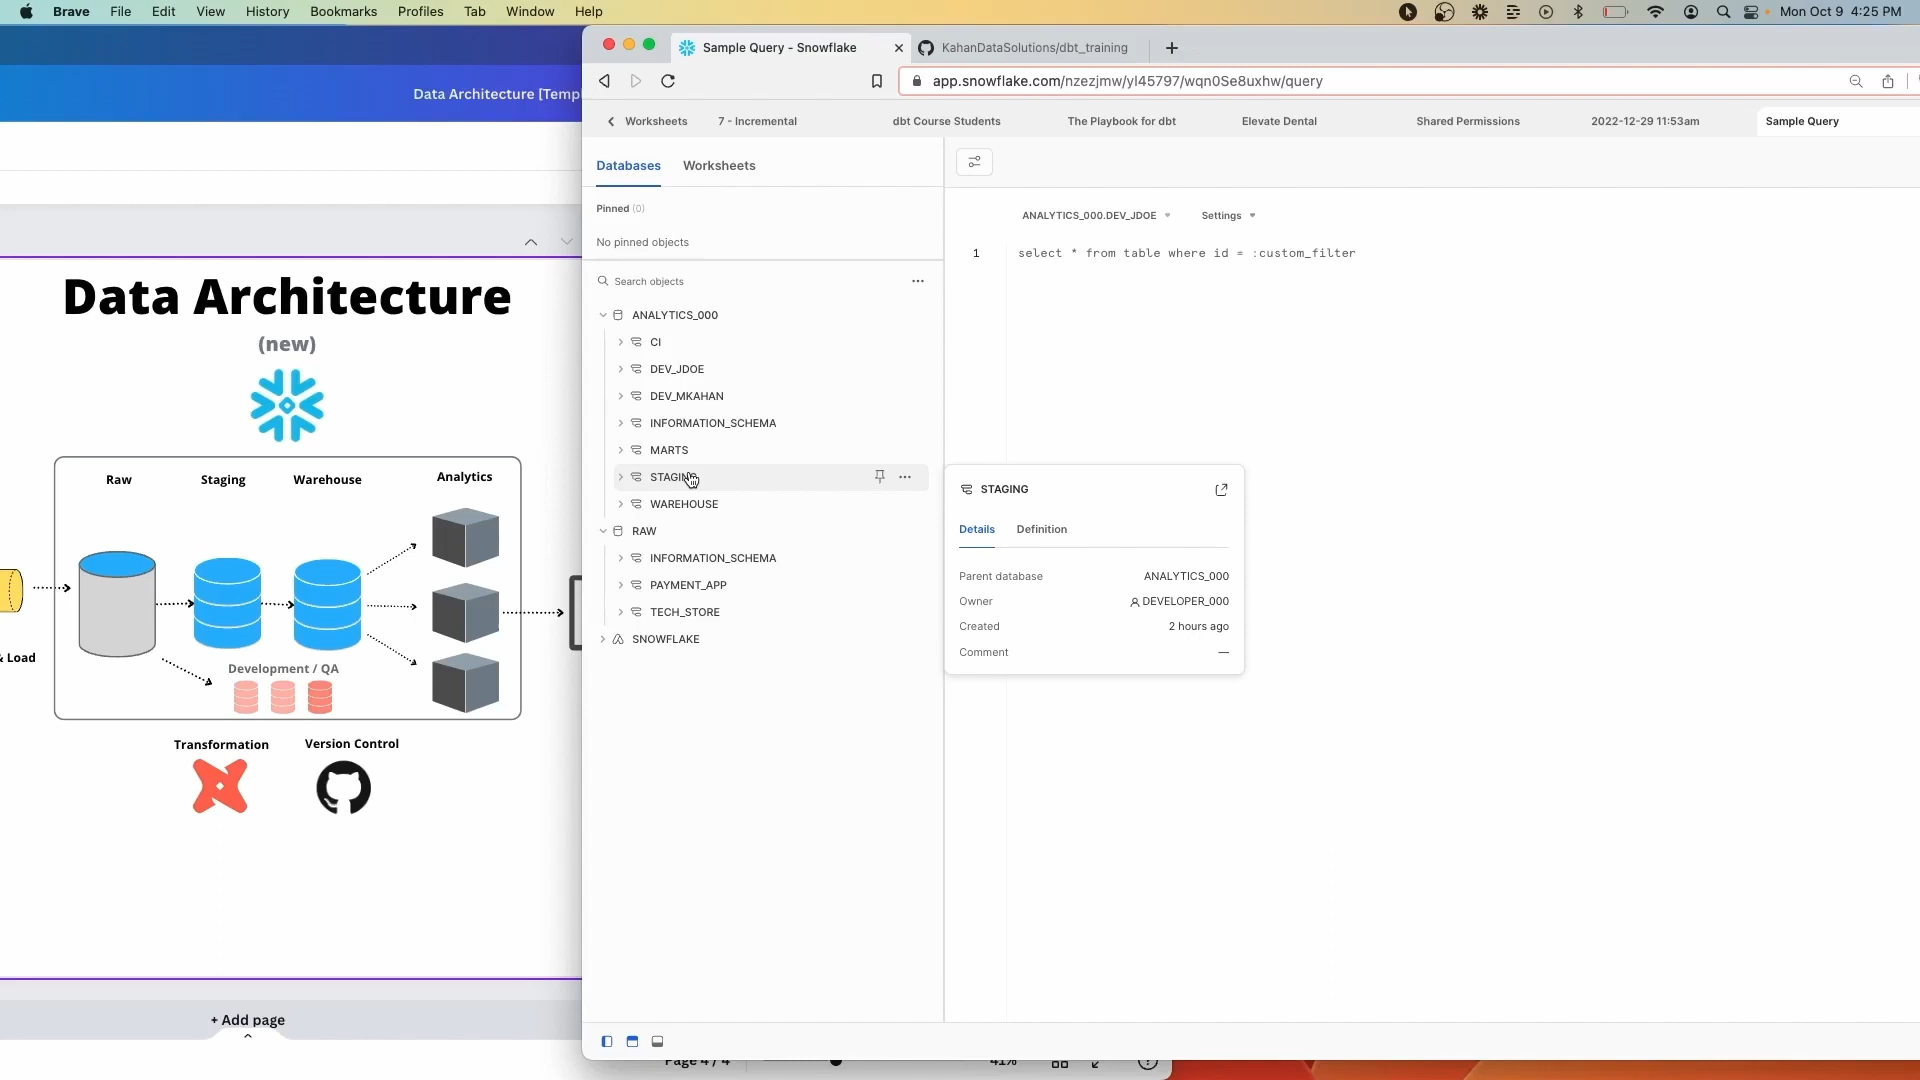 Brave File Edit View History Bookmarks Profiles Tab Window Help
Mon Oct 9 4:25 PM
Data Architecture [Templ
Sample Query - Snowflake
KahanDataSolutions/dbt_training
app.snowflake.com/nzezjmw/yl45797/wqn0Se8uxhw/query
Worksheets
7 - Incremental
dbt Course Students
The Playbook for dbt
Elevate Dental
Shared Permissions
2022-12-29 11:53am
Sample Query
Databases
Worksheets
Pinned (0)
No pinned objects
Search objects
ANALYTICS_000
CI
DEV_JDOE
DEV_MKAHAN
INFORMATION_SCHEMA
MARTS
STAGING
WAREHOUSE
RAW
INFORMATION_SCHEMA
PAYMENT_APP
TECH_STORE
SNOWFLAKE
ANALYTICS_000.DEV_JDOE
Settings
1 select * from table where id = :custom_filter
STAGING
Details
Definition
Parent database ANALYTICS_000
Owner DEVELOPER_000
Created 2 hours ago
Comment —
Data Architecture
(new)
Raw
Staging
Warehouse
Analytics
& Load
Development / QA
Transformation
Version Control
+ Add page
Page 4 / 4
41%